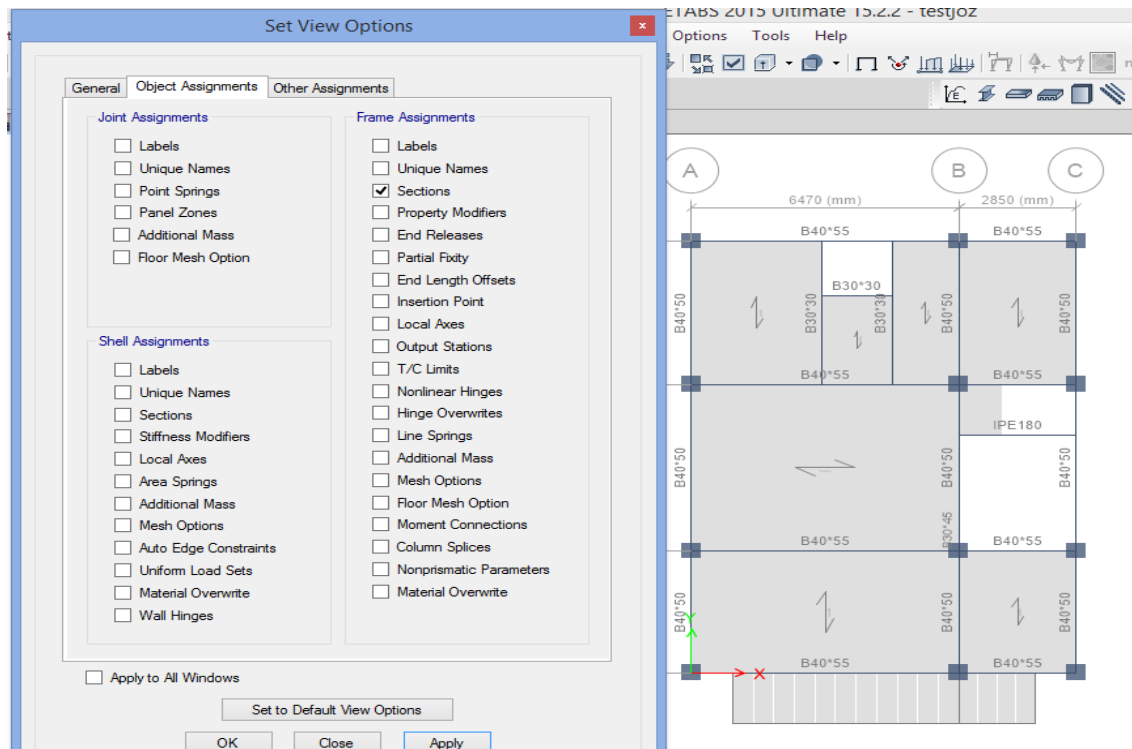 Set View Options
x
ETABS 2015 Ultimate 15.2.2 - testjoz
Options Tools Help
General Object Assignments Other Assignments
Joint Assignments
Labels
Unique Names
Point Springs
Panel Zones
Additional Mass
Floor Mesh Option
Shell Assignments
Labels
Unique Names
Sections
Stiffness Modifiers
Local Axes
Area Springs
Additional Mass
Mesh Options
Auto Edge Constraints
Uniform Load Sets
Material Overwrite
Wall Hinges
Frame Assignments
Labels
Unique Names
Sections
Property Modifiers
End Releases
Partial Fixity
End Length Offsets
Insertion Point
Local Axes
Output Stations
T/C Limits
Nonlinear Hinges
Hinge Overwrites
Line Springs
Additional Mass
Mesh Options
Floor Mesh Option
Moment Connections
Column Splices
Nonprismatic Parameters
Material Overwrite
Apply to All Windows
Set to Default View Options
OK Close Apply
A B C
6470 (mm) 2850 (mm)
B40*55 B40*55
B30*30
B40*50 B30*30 B30*30 B40*50 B40*50
B40*55 B40*55
IPE180
B40*50 B40*50 B40*50
B30*45
B40*55 B40*55
B40*50 B40*50 B40*50
Y
B40*55 B40*55
X